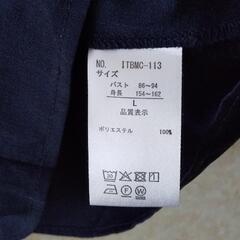 NO. ITBMC-113
サイズ
バスト 86~94
身長 154~162
L
品質表示
ポリエステル 100%